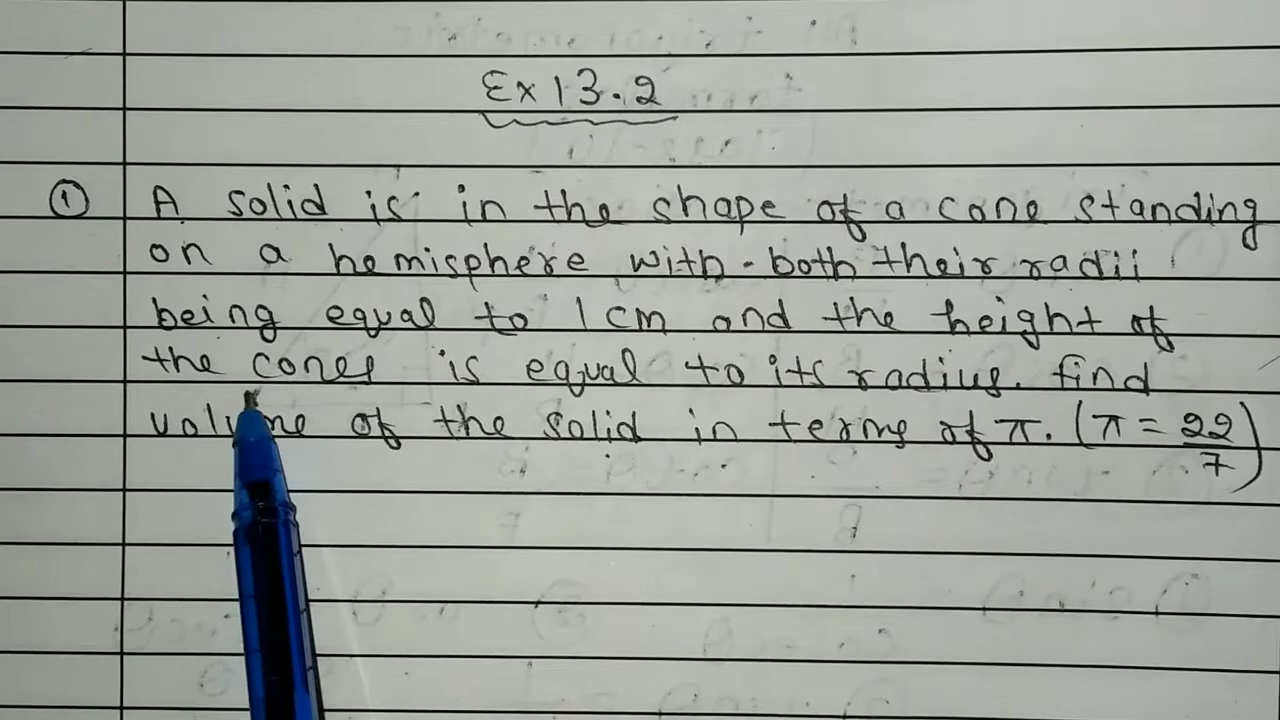 Ex 13.2
① A solid is in the shape of a cone standing
on a hemisphere with both their radii
being equal to 1 cm and the height of
the cones is equal to its radius. find
volume of the solid in terms of π. (π = 22/7)